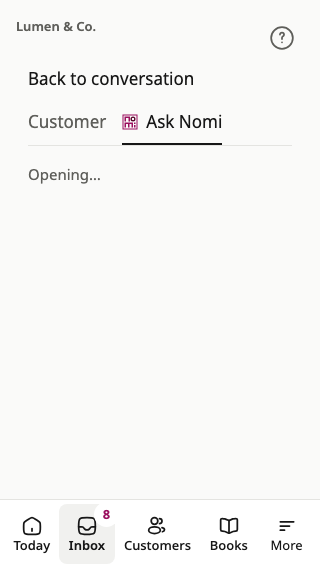 Lumen & Co.
Back to conversation
Customer
Ask Nomi
Opening...
8
Today
Inbox
Customers
Books
More